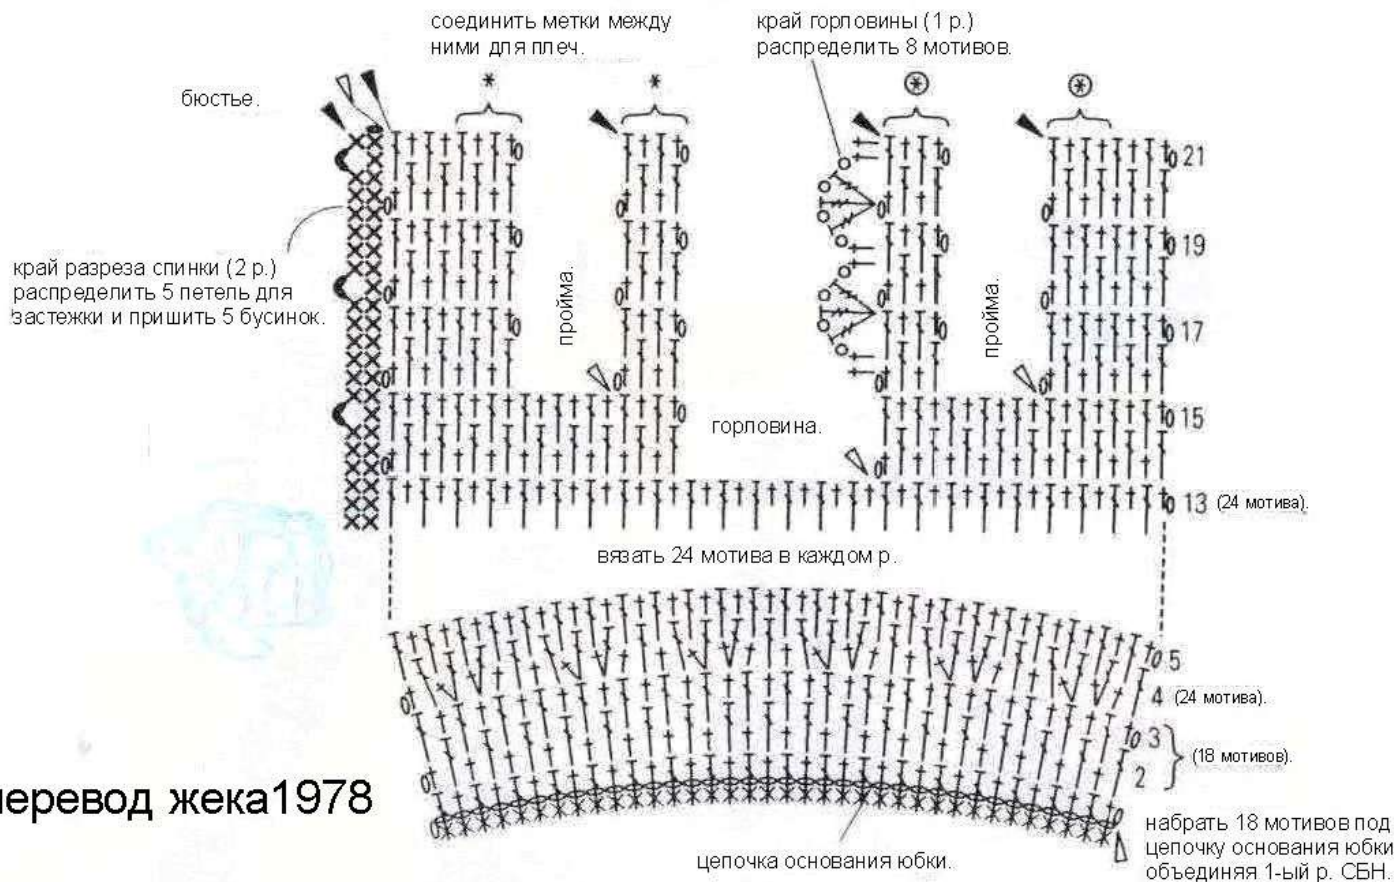 соединить метки между
ними для плеч.
край горловины (1 р.)
распределить 8 мотивов.
бюстье.
край разреза спинки (2 р.)
распределить 5 петель для
застежки и пришить 5 бусинок.
пройма.
горловина.
пройма.
21
19
17
15
13 (24 мотива).
вязать 24 мотива в каждом р.
5
4 (24 мотива).
3
2
(18 мотивов).
перевод жека1978
цепочка основания юбки.
набрать 18 мотивов под
цепочку основания юбки
объединяя 1-ый р. СБН.